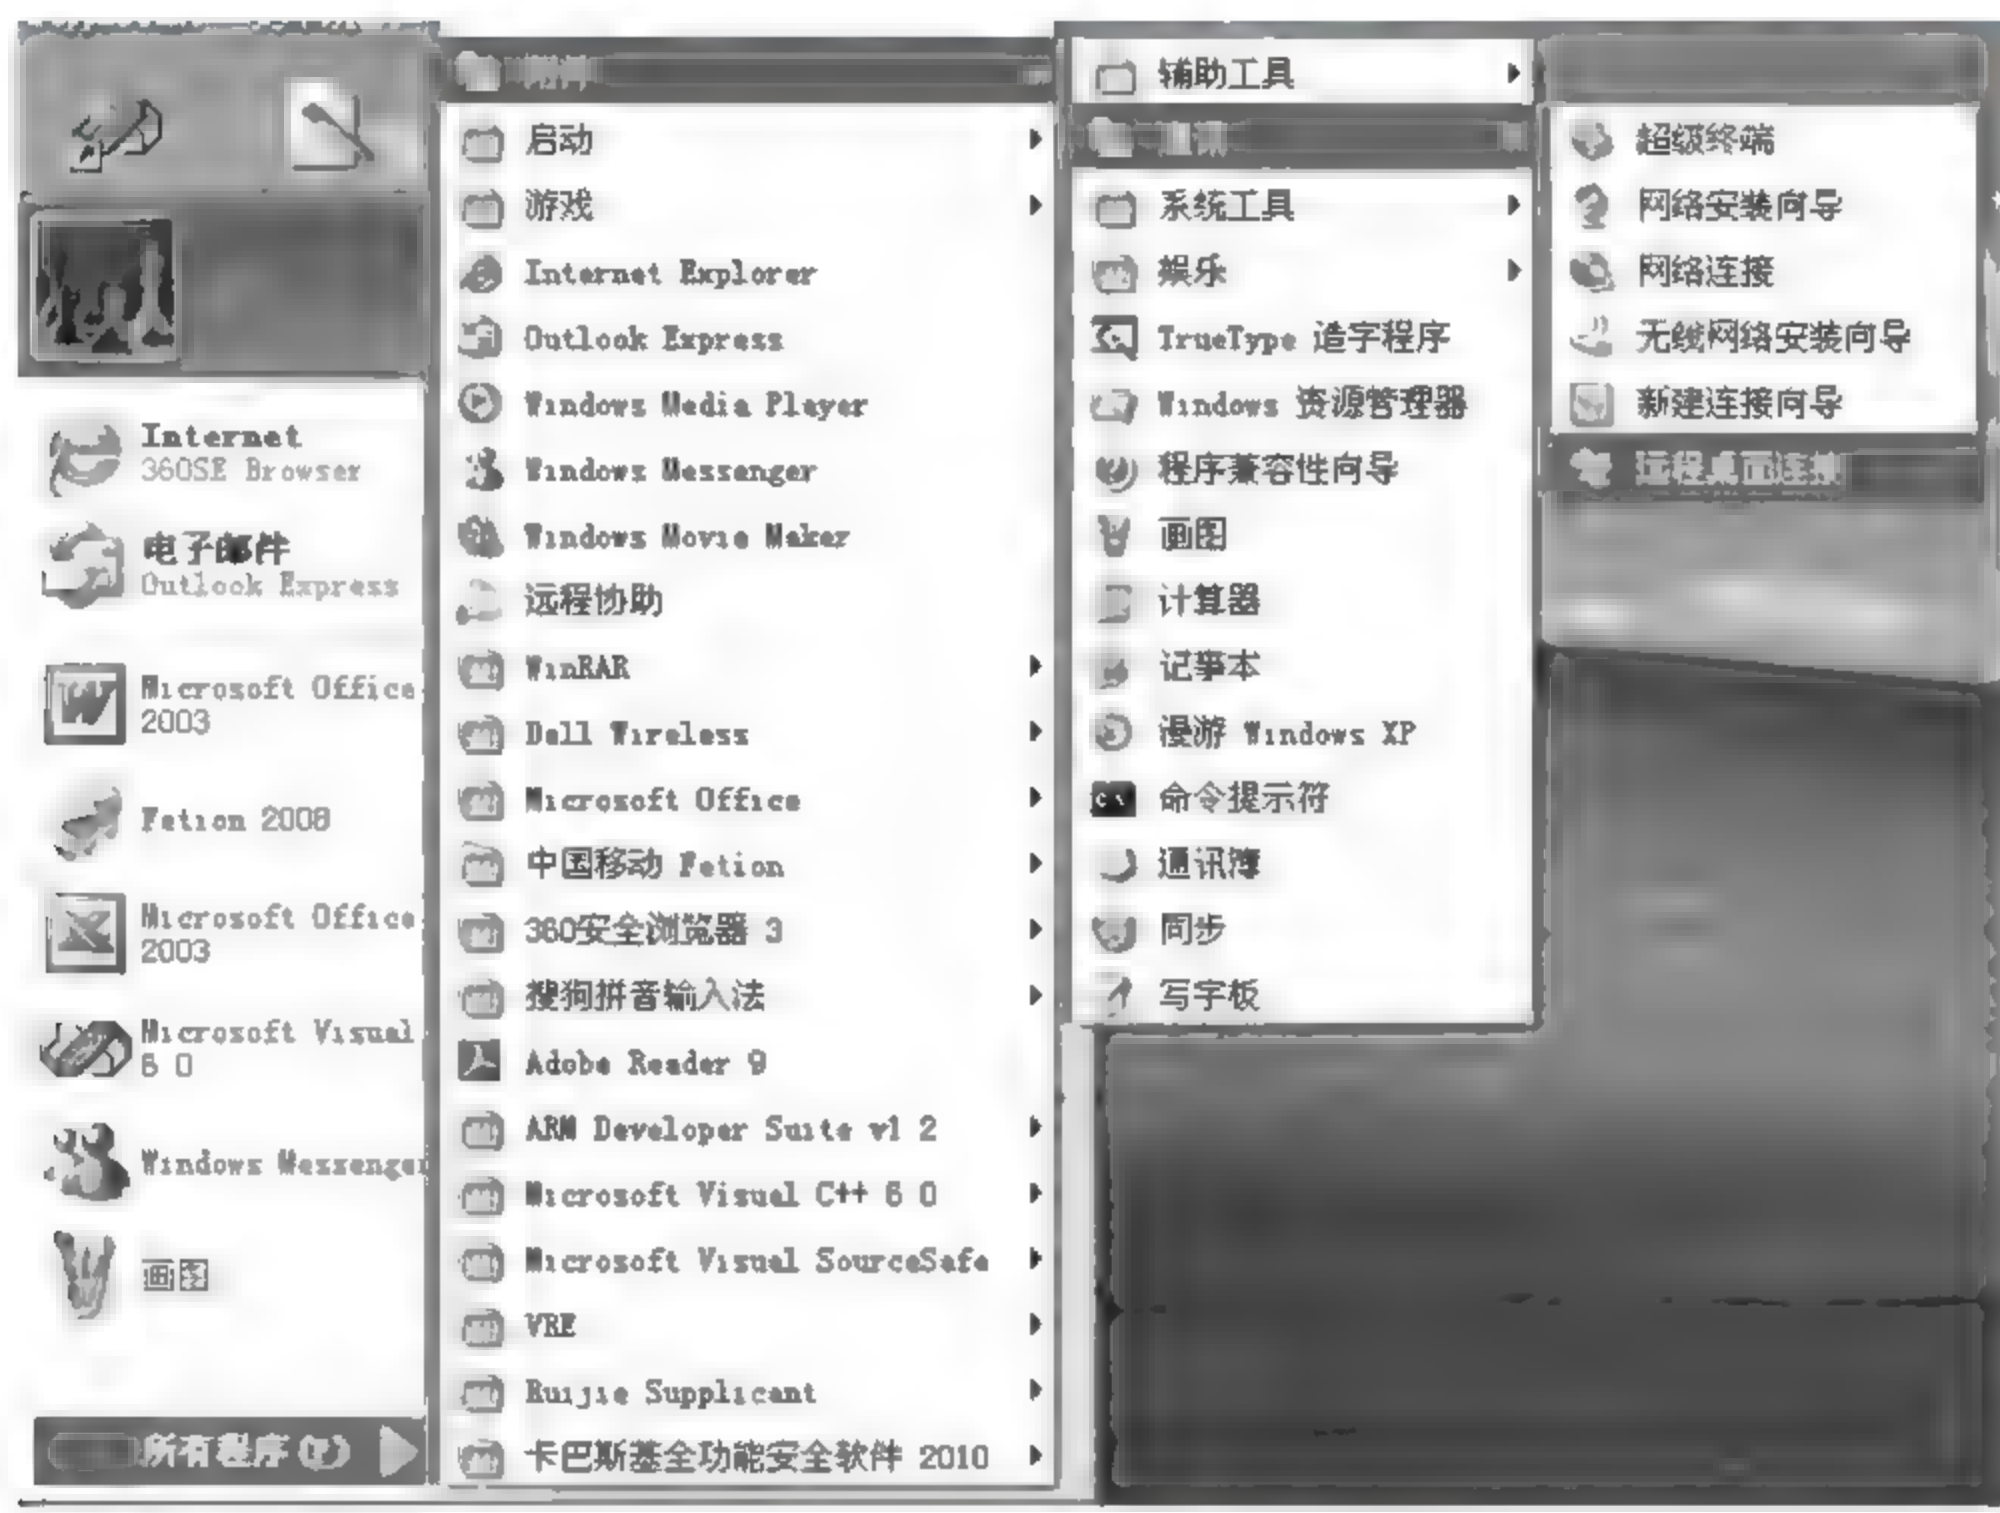 Internet
360SE Browser
电子邮件
Outlook Express
Microsoft Office
2003
Fetion 2008
Microsoft Office
2003
Microsoft Visual
6 0
Windows Messenger
画图
所有程序(P)
附件
启动
游戏
Internet Explorer
Outlook Express
Windows Media Player
Windows Messenger
Windows Movie Maker
远程协助
WinRAR
Dell Wireless
Microsoft Office
中国移动 Fetion
360安全浏览器 3
搜狗拼音输入法
Adobe Reader 9
ARM Developer Suite v1 2
Microsoft Visual C++ 6 0
Microsoft Visual SourceSafe
VRE
Ruijie Supplicant
卡巴斯基全功能安全软件 2010
辅助工具
通讯
系统工具
娱乐
TrueType 造字程序
Windows 资源管理器
程序兼容性向导
画图
计算器
记事本
漫游 Windows XP
命令提示符
通讯簿
同步
写字板
超级终端
网络安装向导
网络连接
无线网络安装向导
新建连接向导
远程桌面连接